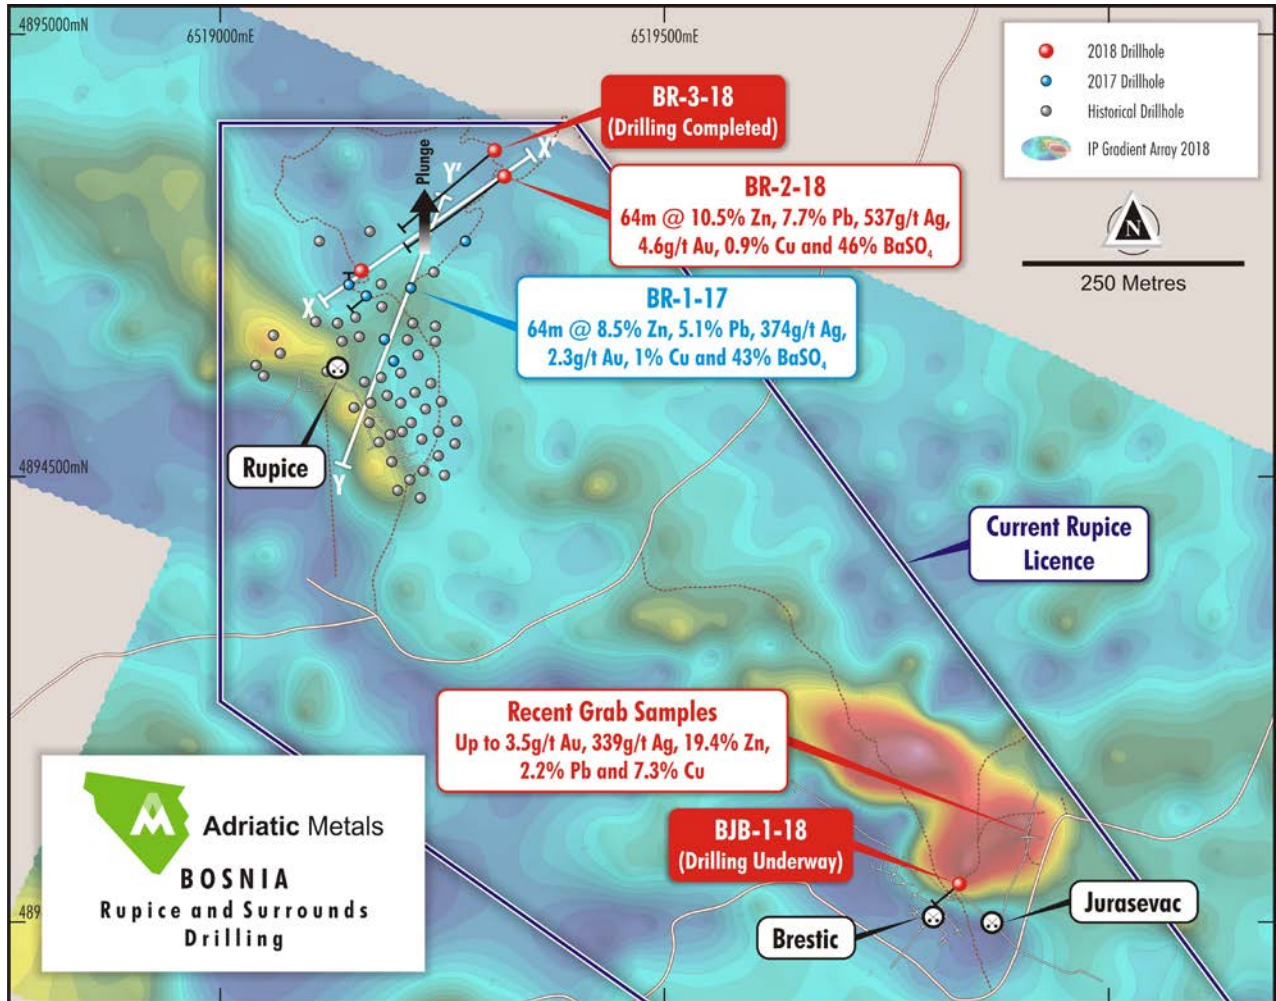 4895000mN
6519000mE
6519500mE
2018 Drillhole
2017 Drillhole
Historical Drillhole
IP Gradient Array 2018
N
250 Metres
BR-3-18
(Drilling Completed)
X'
Y'
Plunge
BR-2-18
64m @ 10.5% Zn, 7.7% Pb, 537g/t Ag,
4.6g/t Au, 0.9% Cu and 46% BaSO₄
X
BR-1-17
64m @ 8.5% Zn, 5.1% Pb, 374g/t Ag,
2.3g/t Au, 1% Cu and 43% BaSO₄
Rupice
4894500mN
Y
Current Rupice
Licence
Recent Grab Samples
Up to 3.5g/t Au, 339g/t Ag, 19.4% Zn,
2.2% Pb and 7.3% Cu
BJB-1-18
(Drilling Underway)
Jurasevac
Brestic
Adriatic Metals
BOSNIA
Rupice and Surrounds
Drilling